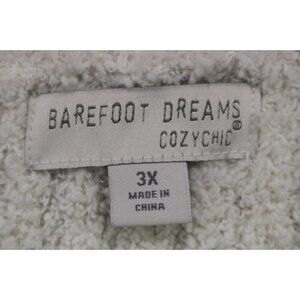 BAREFOOT DREAMS
COZYCHIC®
3X
MADE IN
CHINA